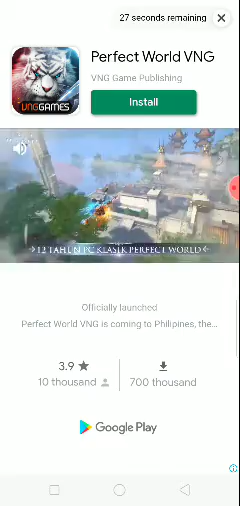 27 seconds remaining
Perfect World VNG
VNG Game Publishing
VNGGAMES
Install
12 TAHUN PC KLASIK PERFECT WORLD
Officially launched
Perfect World VNG is coming to Philipines, the...
3.9 ★
10 thousand
700 thousand
Google Play